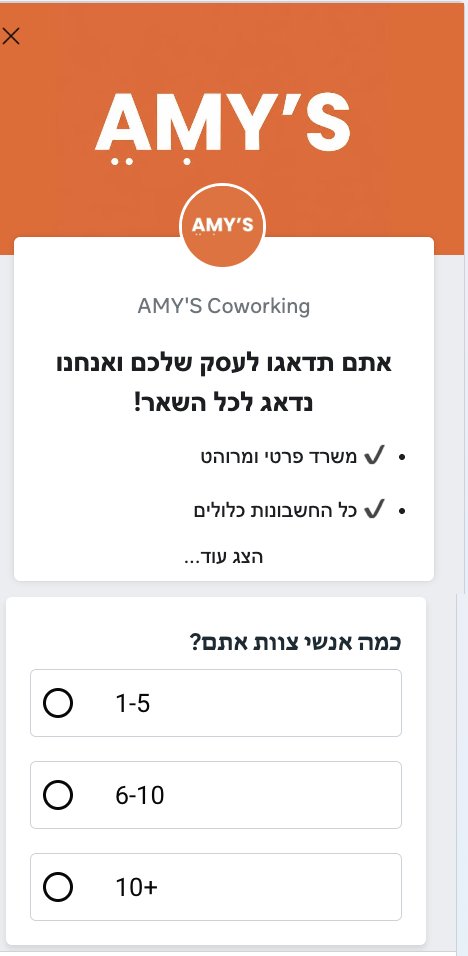 AMY'S
AMY'S
AMY'S Coworking
אתם תדאגו לעסק שלכם ואנחנו
נדאג לכל השאר!
• ✔ משרד פרטי ומרוהט
• ✔ כל החשבונות כלולים
הצג עוד...
כמה אנשי צוות אתם?
1-5
6-10
10+